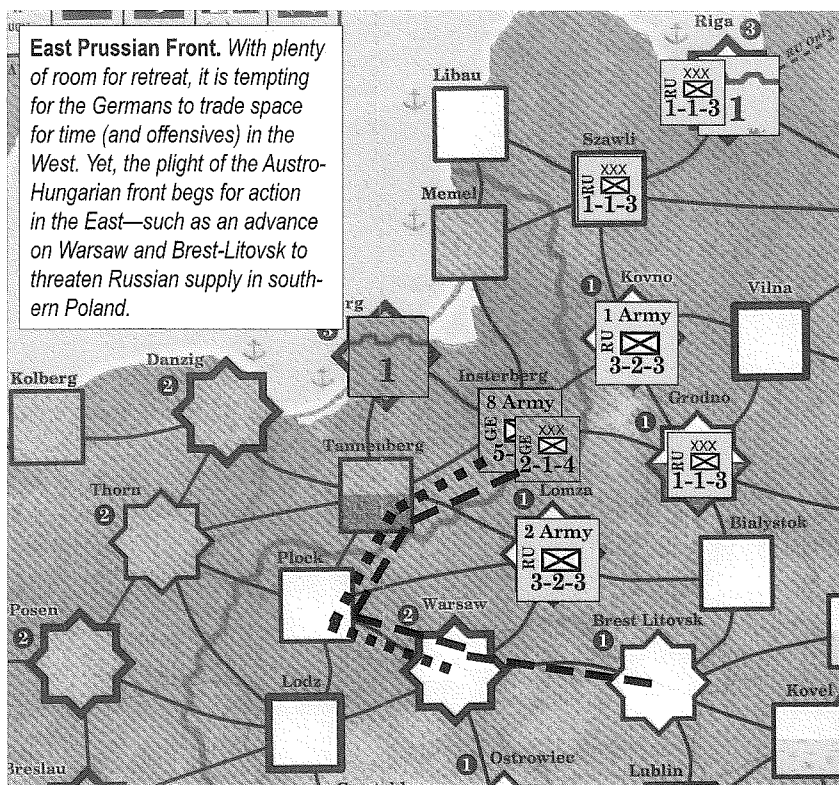 East Prussian Front. With plenty
of room for retreat, it is tempting
for the Germans to trade space
for time (and offensives) in the
West. Yet, the plight of the Austro-
Hungarian front begs for action
in the East—such as an advance
on Warsaw and Brest-Litovsk to
threaten Russian supply in south-
ern Poland.
Riga 3
RU Only
XXX
RU
1-1-3
1
Libau
Szawli
XXX
RU
1-1-3
Memel
1 Kovno
1 Army
RU
3-2-3
Vilna
rg
1
Danzig
2
Kolberg
Insterberg
8 Army
GE
5-
XXX
GE
2-1-4
Grodno
1
XXX
RU
1-1-3
Tannenberg
Thorn
2
1 Lomza
2 Army
RU
3-2-3
Bialystok
Plock
Posen
2
2 Warsaw
Brest Litovsk
1
Lodz
Kovel
Breslau
1 Ostrowiec
Lublin